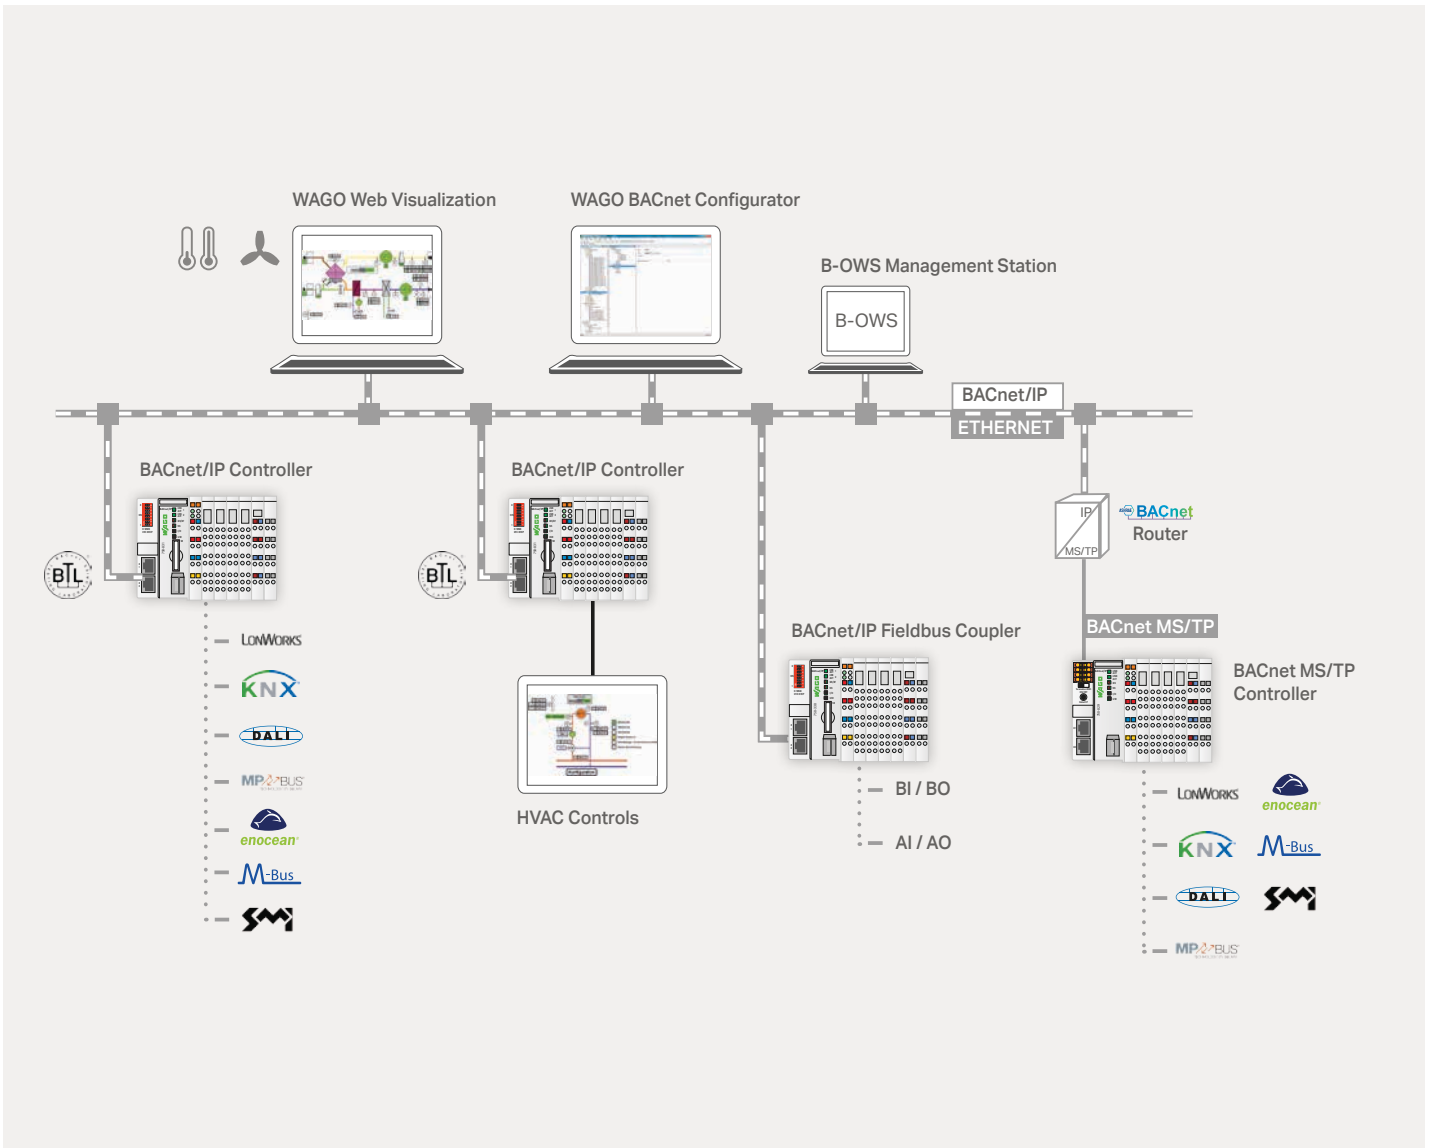 WAGO Web Visualization
WAGO BACnet Configurator
B-OWS Management Station
B-OWS
BACnet/IP
ETHERNET
BACnet/IP Controller
BACnet/IP Controller
IP
MS/TP
BACnet
Router
BTL
BTL
BACnet/IP Fieldbus Coupler
BACnet MS/TP
BACnet MS/TP
Controller
LONWORKS
KNX
DALI
MP BUS
enocean
M-Bus
SMI
HVAC Controls
BI / BO
AI / AO
LONWORKS
enocean
KNX
M-Bus
DALI
SMI
MP BUS